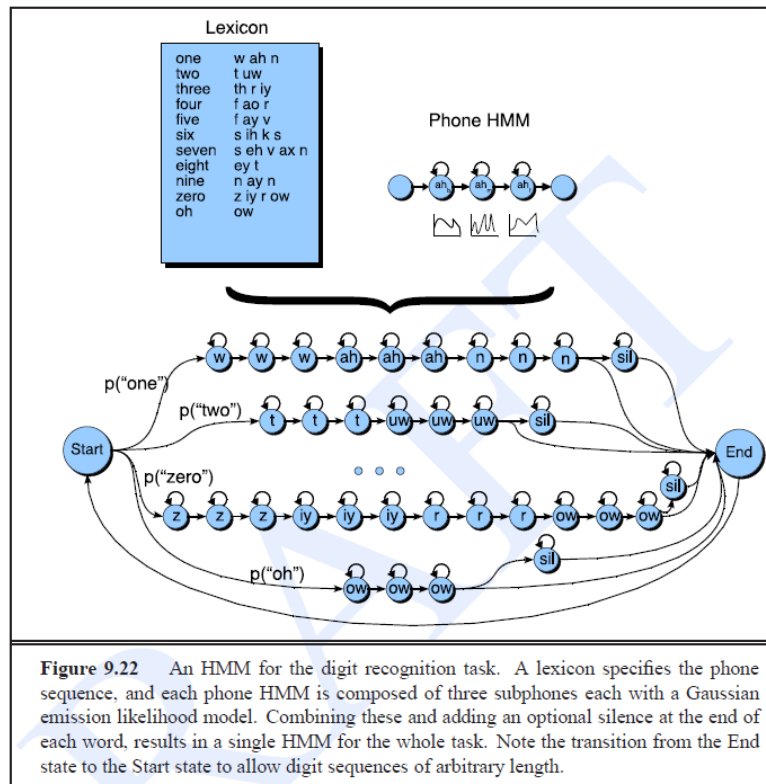 Lexicon
one w ah n
two t uw
three th r iy
four f ao r
five f ay v
six s ih k s
seven s eh v ax n
eight ey t
nine n ay n
zero z iy r ow
oh ow
Phone HMM
ah_b ah_m ah_f
w w w ah ah ah n n n sil
p("one")
p("two")
t t t uw uw uw sil
Start
End
p("zero")
z z z iy iy iy r r r ow ow ow sil
p("oh")
ow ow ow sil
Figure 9.22 An HMM for the digit recognition task. A lexicon specifies the phone
sequence, and each phone HMM is composed of three subphones each with a Gaussian
emission likelihood model. Combining these and adding an optional silence at the end of
each word, results in a single HMM for the whole task. Note the transition from the End
state to the Start state to allow digit sequences of arbitrary length.